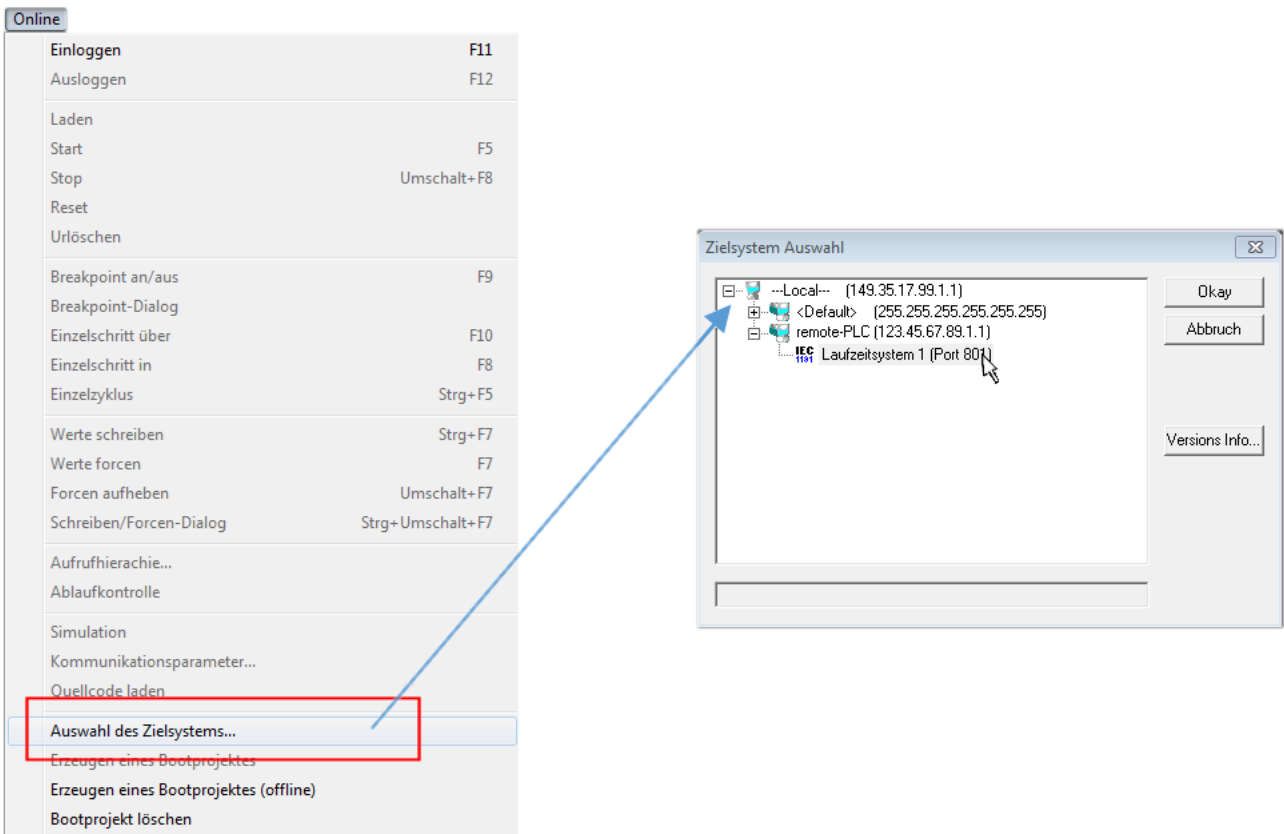 Online
Einloggen F11
Ausloggen F12
Laden
Start F5
Stop Umschalt+F8
Reset
Urlöschen
Breakpoint an/aus F9
Breakpoint-Dialog
Einzelschritt über F10
Einzelschritt in F8
Einzelzyklus Strg+F5
Werte schreiben Strg+F7
Werte forcen F7
Forcen aufheben Umschalt+F7
Schreiben/Forcen-Dialog Strg+Umschalt+F7
Aufrufhierachie...
Ablaufkontrolle
Simulation
Kommunikationsparameter...
Quellcode laden
Auswahl des Zielsystems...
Erzeugen eines Bootprojektes
Erzeugen eines Bootprojektes (offline)
Bootprojekt löschen
Zielsystem Auswahl
---Local--- (149.35.17.99.1.1)
<Default> (255.255.255.255.255.255)
remote-PLC (123.45.67.89.1.1)
IEC
1131
Laufzeitsystem 1 (Port 801)
Okay
Abbruch
Versions Info...